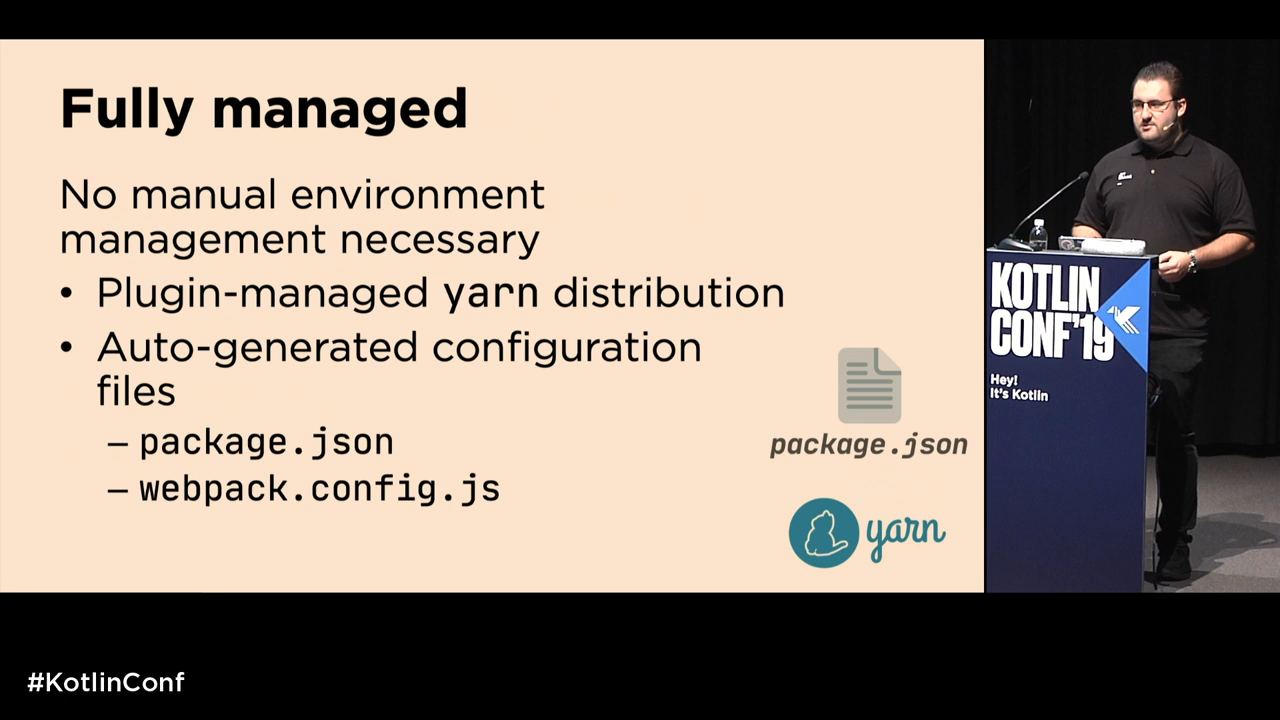 Fully managed
No manual environment
management necessary
• Plugin-managed yarn distribution
• Auto-generated configuration
files
– package.json
– webpack.config.js
package.json
yarn
KOTLIN
CONF'19
Hey!
It's Kotlin
#KotlinConf